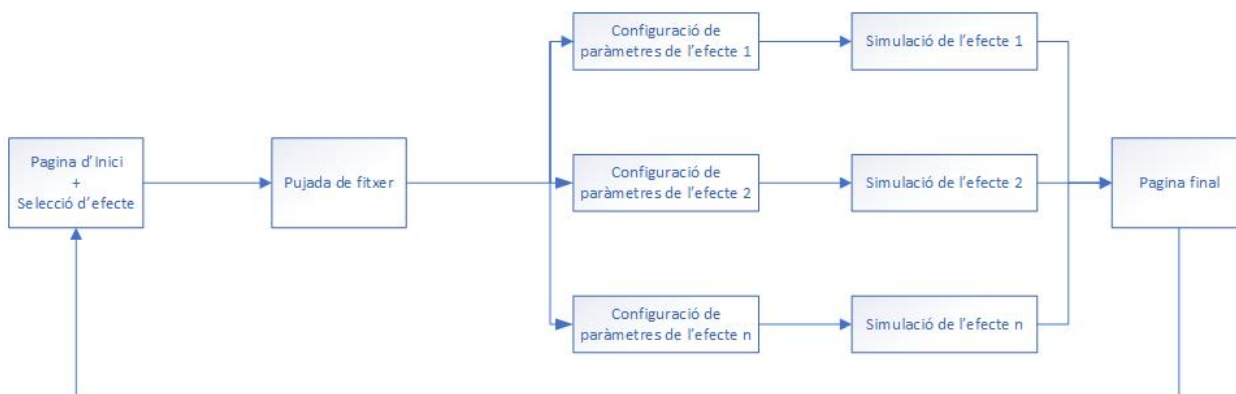 Pagina d'Inici
+
Selecció d'efecte
Pujada de fitxer
Configuració de
paràmetres de l'efecte 1
Simulació de l'efecte 1
Configuració de
paràmetres de l'efecte 2
Simulació de l'efecte 2
Configuració de
paràmetres de l'efecte n
Simulació de l'efecte n
Pagina final